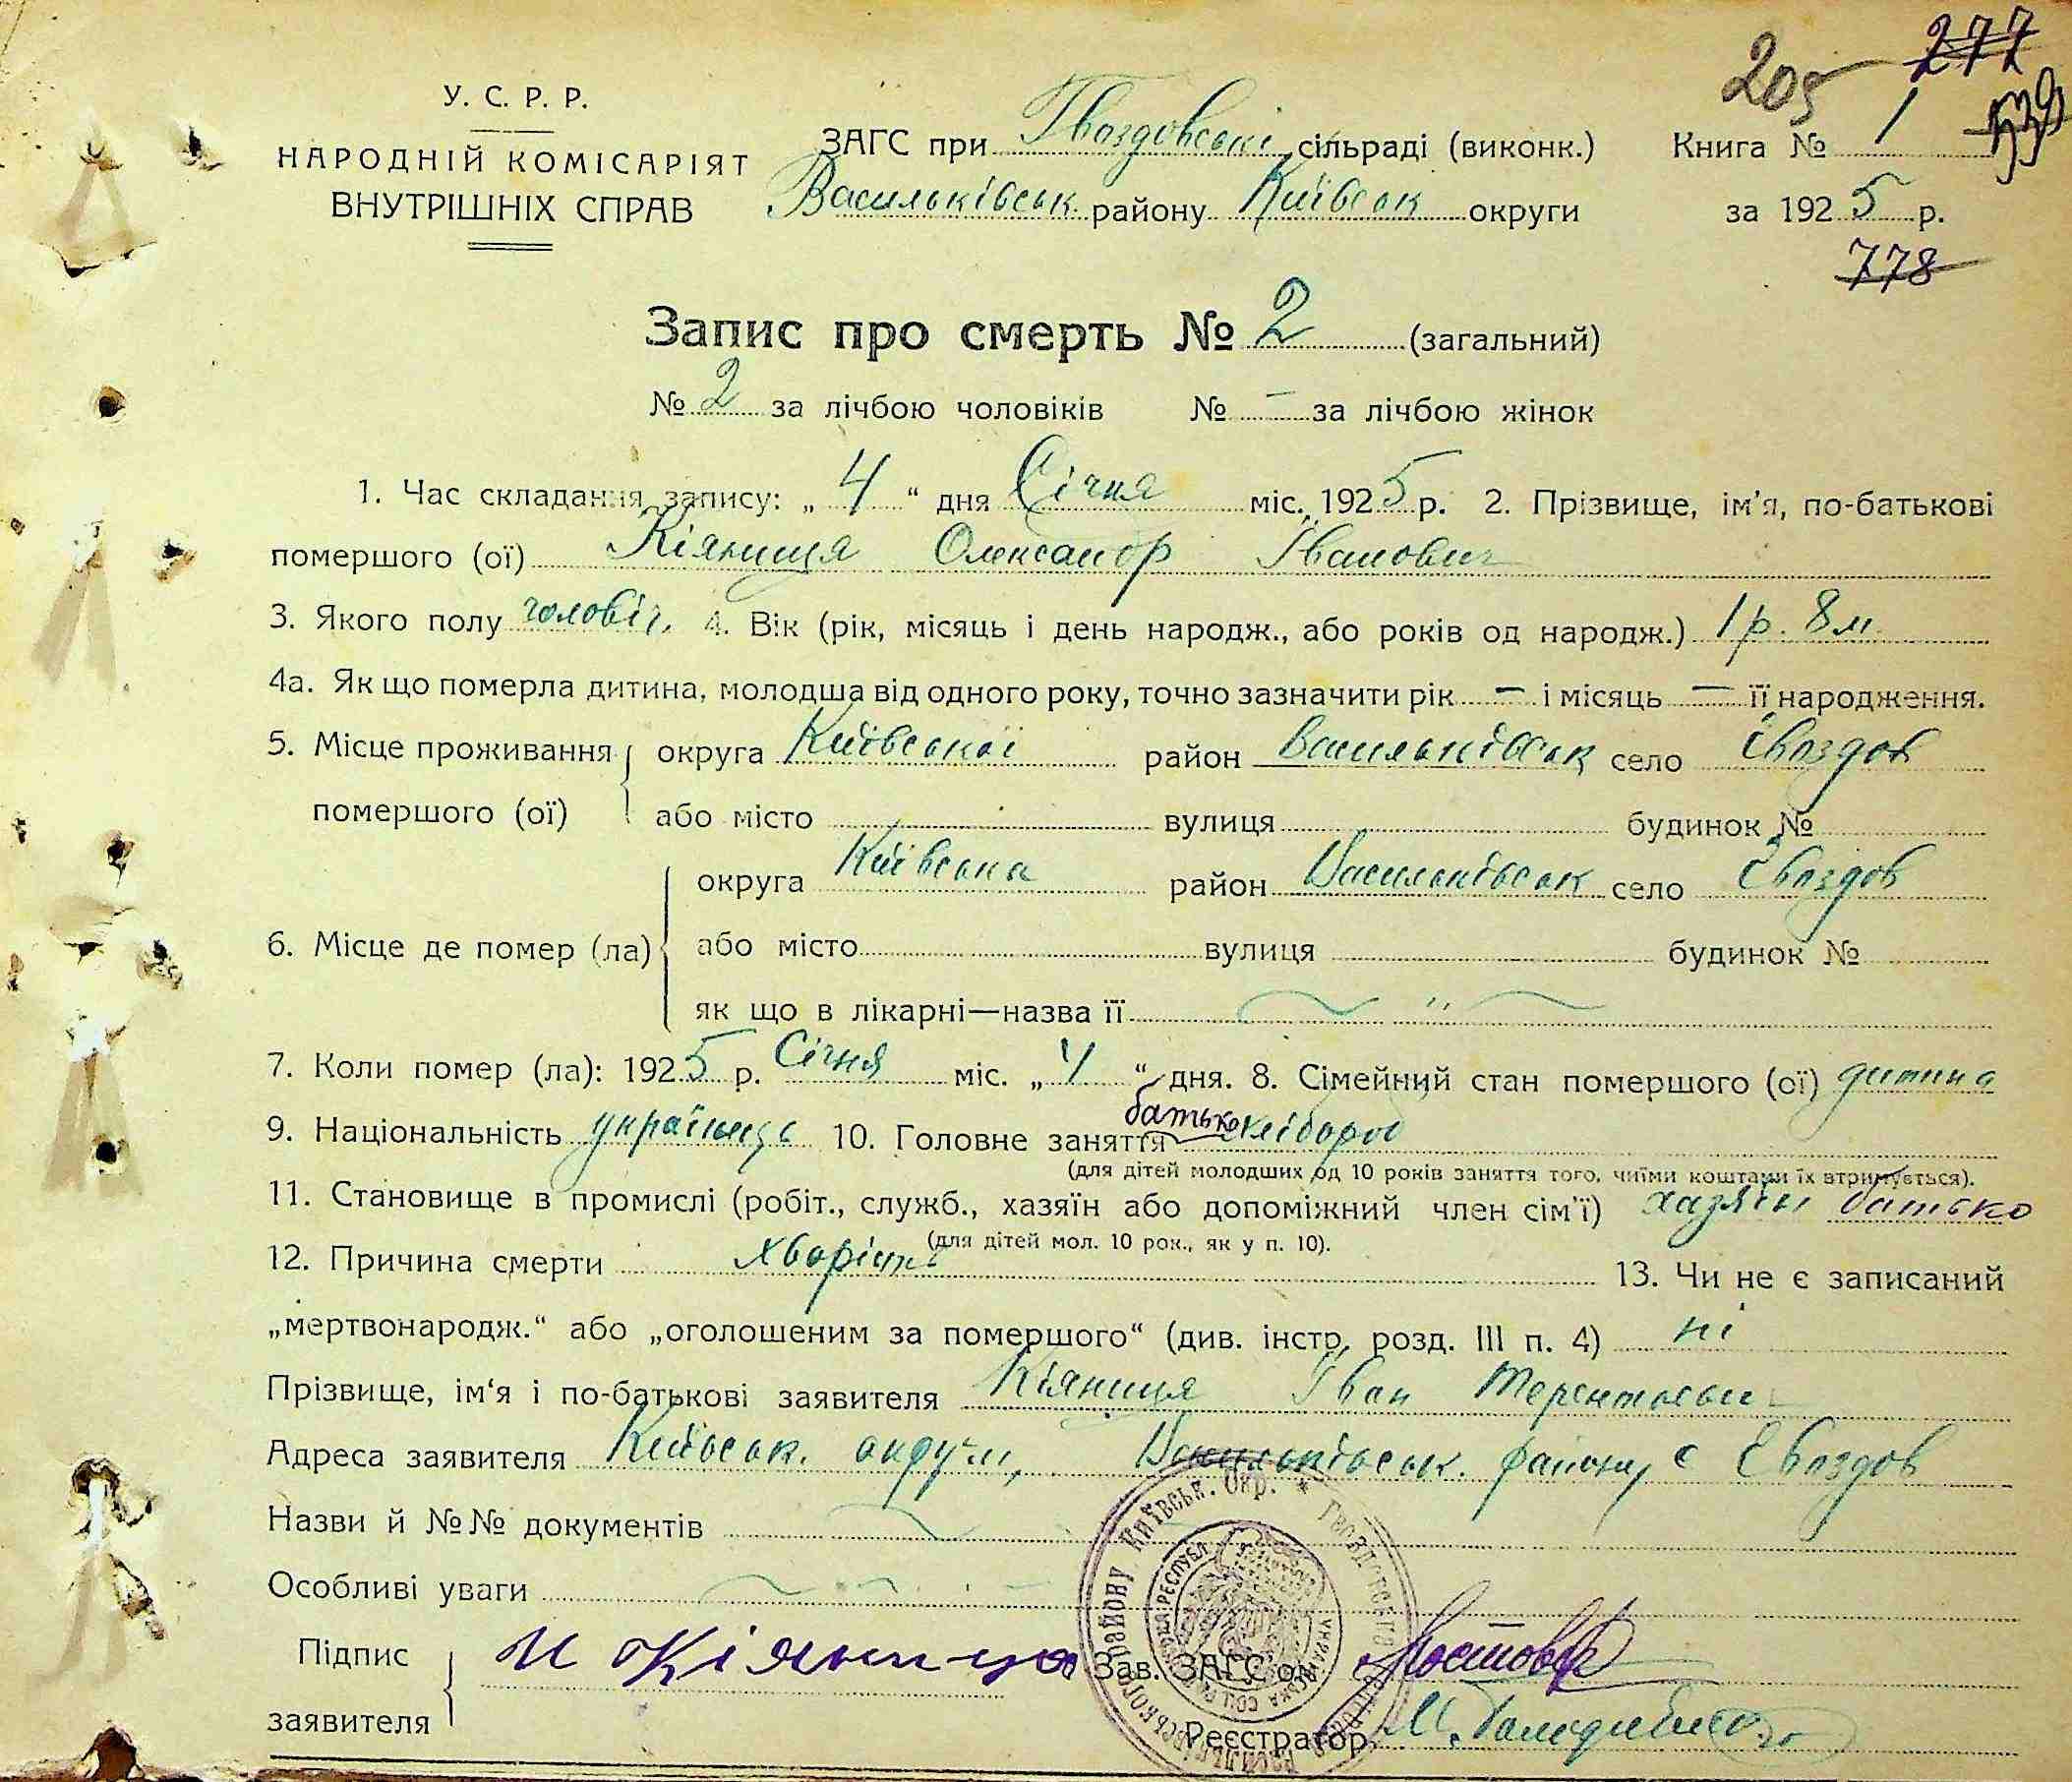 205 277
У. С. Р. Р.
НАРОДНІЙ КОМІСАРІЯТ
ВНУТРІШНІХ СПРАВ
ЗАГС при Гвоздовські сільраді (виконк.) Книга № 1
Васильківськ району Київськ округи за 1925 р.
778
Запис про смерть № 2 (загальний)
№ 2 за лічбою чоловіків № – за лічбою жінок
1. Час складання запису: „4“ дня Січня міс. 1925 р. 2. Прізвище, ім'я, по-батькові
помершого (ої) Кіяниця Олександр Іванович
3. Якого полу чоловіч. 4. Вік (рік, місяць і день народж., або років од народж.) 1 р. 8 м
4а. Як що померла дитина, молодша від одного року, точно зазначити рік – і місяць – її народження.
5. Місце проживання помершого (ої) округа Київської район Васильківськ село Гвоздов
або місто вулиця будинок №
6. Місце де помер (ла) округа Київська район Васильківськ село Гвоздов
або місто вулиця будинок №
як що в лікарні—назва її „
7. Коли помер (ла): 1925 р. Січня міс. „4“ дня. 8. Сімейний стан помершого (ої) дитина
9. Національність українець 10. Головне заняття батько хлібороб
(для дітей молодших од 10 років заняття того, чиїми коштами їх втримується).
11. Становище в промислі (робіт., служб., хазяїн або допоміжний член сім'ї) хазяїн батько
(для дітей мол. 10 рок., як у п. 10).
12. Причина смерти хворість 13. Чи не є записаний
„мертвонародж.“ або „оголошеним за помершого“ (див. інстр. розд. III п. 4) ні
Прізвище, ім'я і по-батькові заявителя Кіяниця Іван Терентієви
Адреса заявителя Київськ. округи, Васильківськ. району с Гвоздов
Назви й №№ документів
Особливі уваги
Підпис заявителя И Кіяница Зав. ЗАГС'ом
Реєстратор